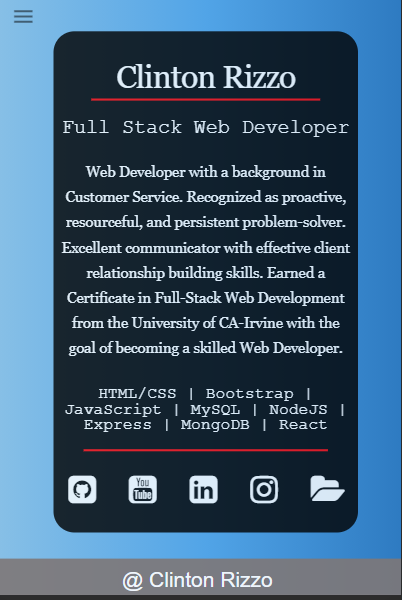 Clinton Rizzo
Full Stack Web Developer
Web Developer with a background in
Customer Service. Recognized as proactive,
resourceful, and persistent problem-solver.
Excellent communicator with effective client
relationship building skills. Earned a
Certificate in Full-Stack Web Development
from the University of CA-Irvine with the
goal of becoming a skilled Web Developer.
HTML/CSS | Bootstrap |
JavaScript | MySQL | NodeJS |
Express | MongoDB | React
You
Tube
in
@ Clinton Rizzo